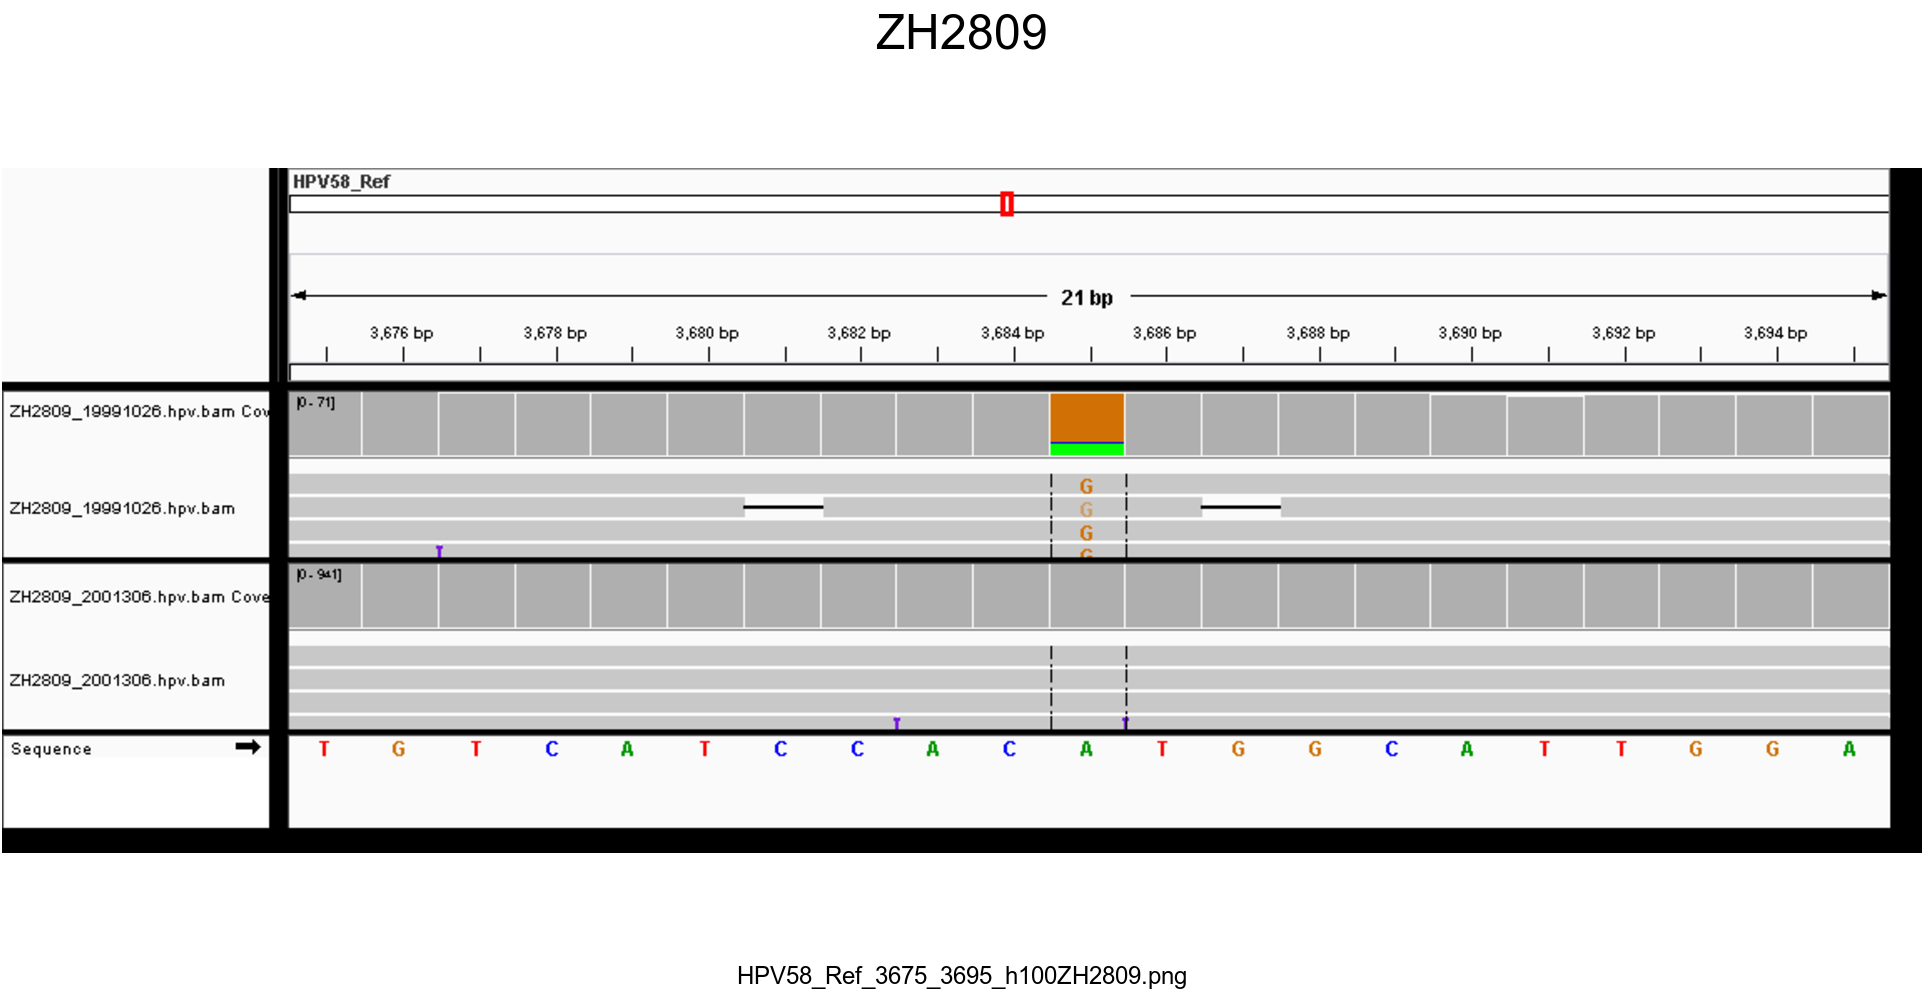 ZH2809
HPV58_Ref
21 bp
3,676 bp 3,678 bp 3,680 bp 3,682 bp 3,684 bp 3,686 bp 3,688 bp 3,690 bp 3,692 bp 3,694 bp
ZH2809_19991026.hpv.bam Cov
[0 - 71]
ZH2809_19991026.hpv.bam
G
G
G
G
I
ZH2809_2001306.hpv.bam Cove
[0 - 941]
ZH2809_2001306.hpv.bam
I I
Sequence T G T C A T C C A C A T G G C A T T G G A
HPV58_Ref_3675_3695_h100ZH2809.png